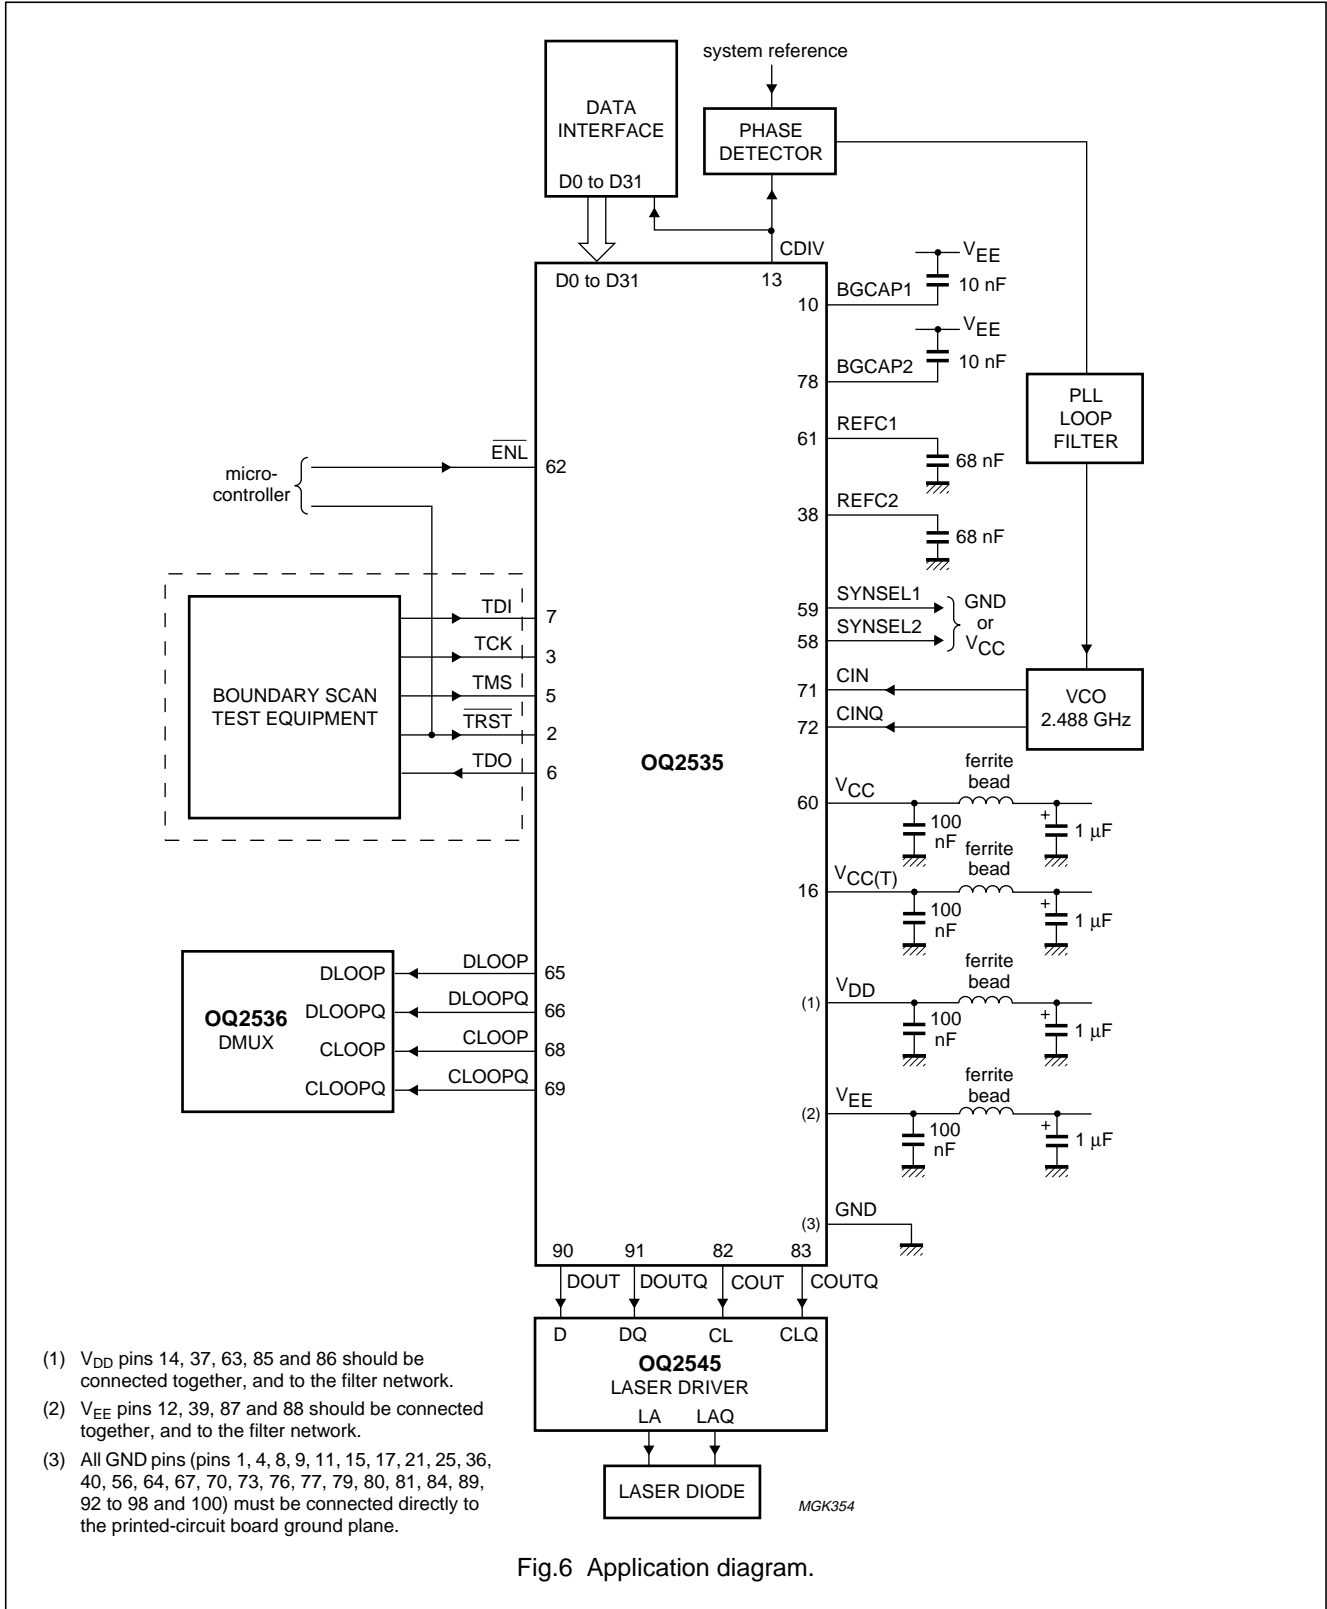 system reference
DATA
INTERFACE
D0 to D31
PHASE
DETECTOR
CDIV
D0 to D31
13
10
BGCAP1
VEE
10 nF
78
BGCAP2
VEE
10 nF
PLL
LOOP
FILTER
61
REFC1
68 nF
38
REFC2
68 nF
micro-
controller
ENL
62
59
SYNSEL1
58
SYNSEL2
GND
or
VCC
71
CIN
72
CINQ
VCO
2.488 GHz
BOUNDARY SCAN
TEST EQUIPMENT
TDI
7
TCK
3
TMS
5
TRST
2
TDO
6
OQ2535
60
VCC
100
nF
ferrite
bead
+
1 μF
16
VCC(T)
100
nF
ferrite
bead
+
1 μF
(1)
VDD
100
nF
ferrite
bead
+
1 μF
(2)
VEE
100
nF
ferrite
bead
+
1 μF
(3)
GND
OQ2536
DMUX
DLOOP
DLOOP
65
DLOOPQ
DLOOPQ
66
CLOOP
CLOOP
68
CLOOPQ
CLOOPQ
69
90
91
82
83
DOUT
DOUTQ
COUT
COUTQ
D
DQ
CL
CLQ
OQ2545
LASER DRIVER
LA
LAQ
LASER DIODE
MGK354
(1) VDD pins 14, 37, 63, 85 and 86 should be
connected together, and to the filter network.
(2) VEE pins 12, 39, 87 and 88 should be connected
together, and to the filter network.
(3) All GND pins (pins 1, 4, 8, 9, 11, 15, 17, 21, 25, 36,
40, 56, 64, 67, 70, 73, 76, 77, 79, 80, 81, 84, 89,
92 to 98 and 100) must be connected directly to
the printed-circuit board ground plane.
Fig.6 Application diagram.